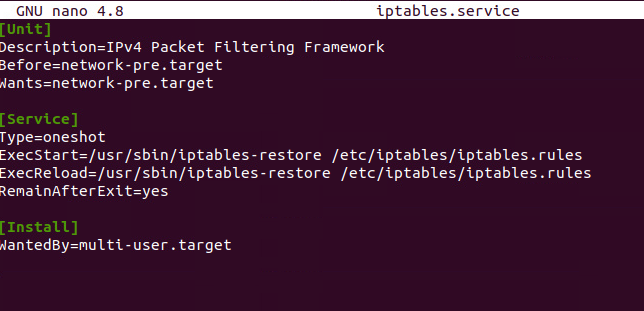 GNU nano 4.8 iptables.service
[Unit]
Description=IPv4 Packet Filtering Framework
Before=network-pre.target
Wants=network-pre.target
[Service]
Type=oneshot
ExecStart=/usr/sbin/iptables-restore /etc/iptables/iptables.rules
ExecReload=/usr/sbin/iptables-restore /etc/iptables/iptables.rules
RemainAfterExit=yes
[Install]
WantedBy=multi-user.target